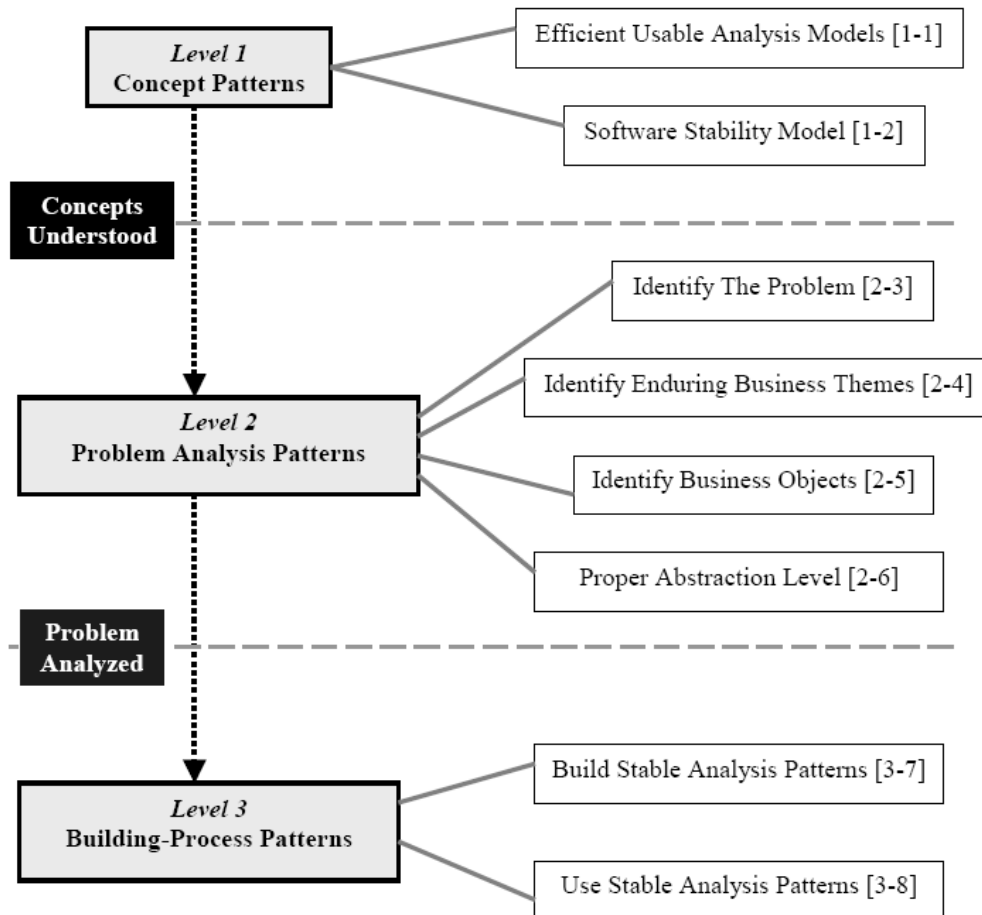 Level 1
Concept Patterns
Efficient Usable Analysis Models [1-1]
Software Stability Model [1-2]
Concepts
Understood
Identify The Problem [2-3]
Identify Enduring Business Themes [2-4]
Level 2
Problem Analysis Patterns
Identify Business Objects [2-5]
Proper Abstraction Level [2-6]
Problem
Analyzed
Build Stable Analysis Patterns [3-7]
Level 3
Building-Process Patterns
Use Stable Analysis Patterns [3-8]